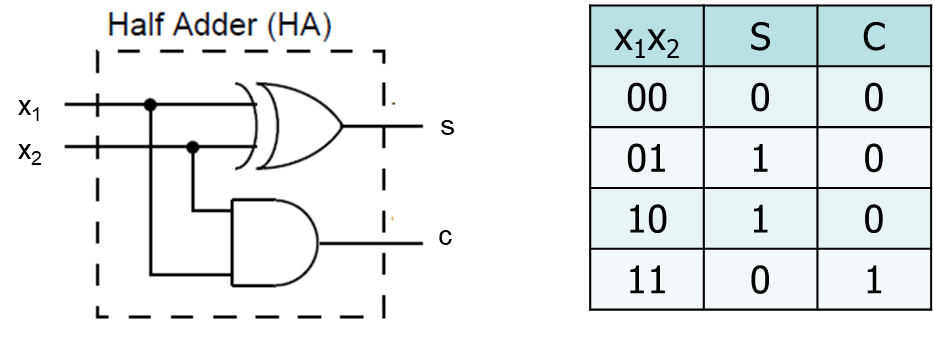 Half Adder (HA)
x₁
x₂
s
c
x₁x₂ S C
00 0 0
01 1 0
10 1 0
11 0 1